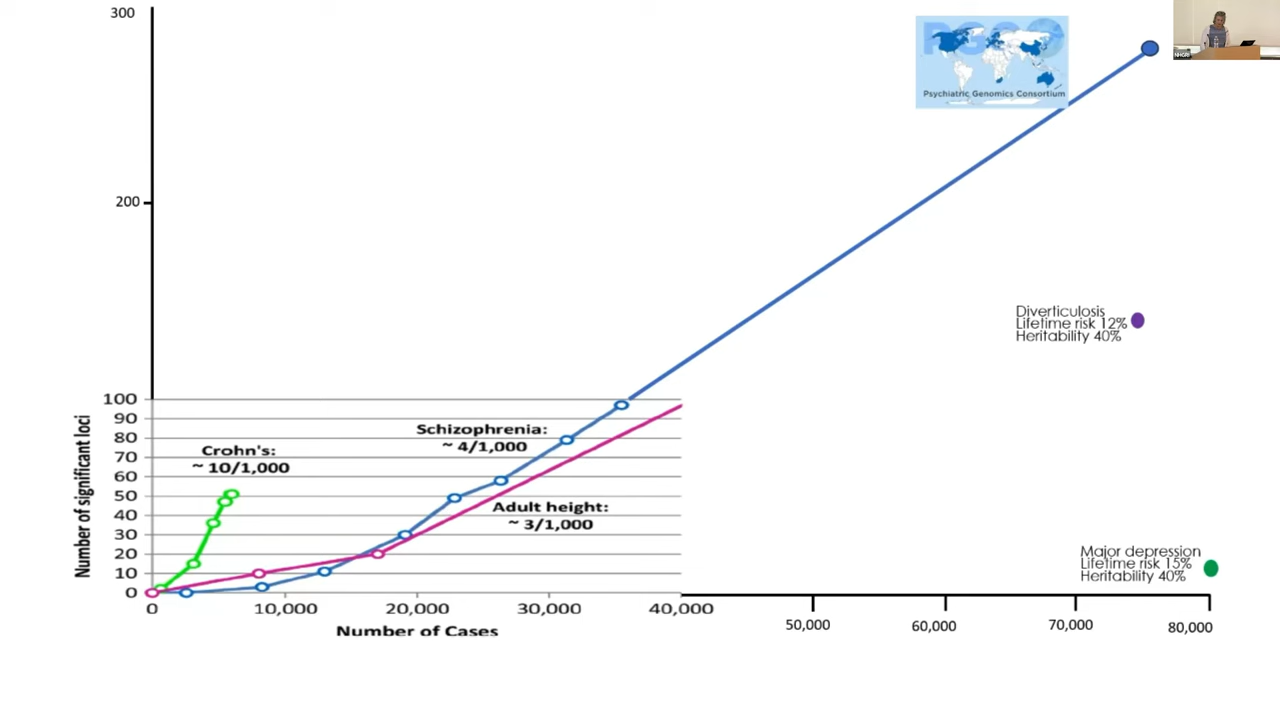 300
PGC
Psychiatric Genomics Consortium
NHGRI
200
Diverticulosis
Lifetime risk 12%
Heritability 40%
100
90
80
70
60
50
40
30
20
10
0
Number of significant loci
Crohn's:
~ 10/1,000
Schizophrenia:
~ 4/1,000
Adult height:
~ 3/1,000
Major depression
Lifetime risk 15%
Heritability 40%
0
10,000
20,000
30,000
40,000
50,000
60,000
70,000
80,000
Number of Cases